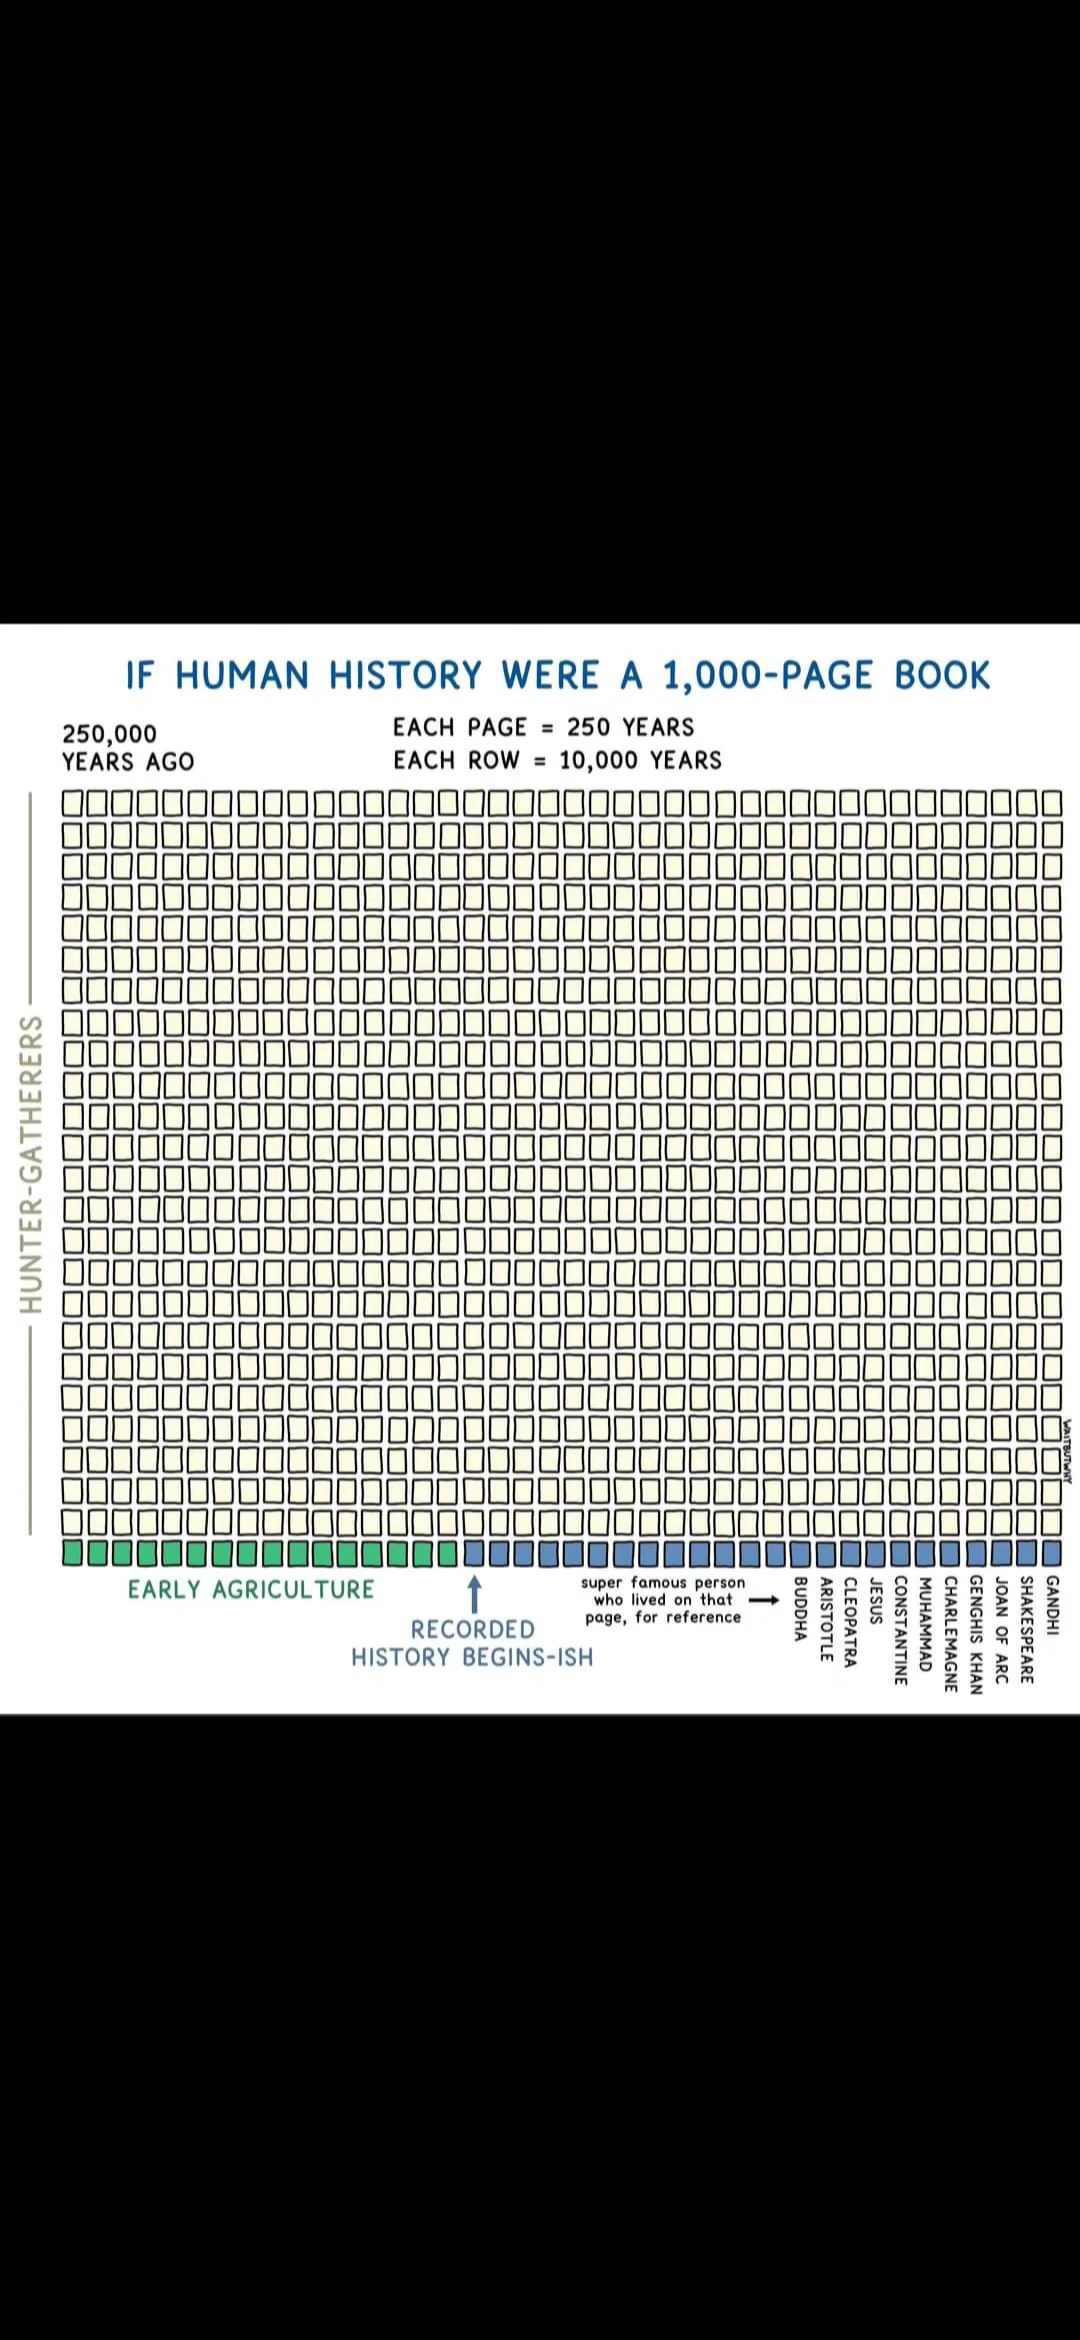 IF HUMAN HISTORY WERE A 1,000-PAGE BOOK
250,000
YEARS AGO
EACH PAGE = 250 YEARS
EACH ROW = 10,000 YEARS
HUNTER-GATHERERS
WAITBUTWHY
EARLY AGRICULTURE
RECORDED
HISTORY BEGINS-ISH
super famous person
who lived on that
page, for reference
BUDDHA
ARISTOTLE
CLEOPATRA
JESUS
CONSTANTINE
MUHAMMAD
CHARLEMAGNE
GENGHIS KHAN
JOAN OF ARC
SHAKESPEARE
GANDHI